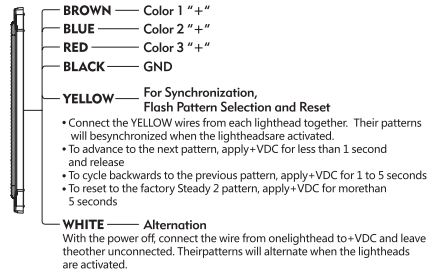 BROWN — Color 1 "+"
BLUE — Color 2 "+"
RED — Color 3 "+"
BLACK — GND
YELLOW — For Synchronization,
Flash Pattern Selection and Reset
• Connect the YELLOW wires from each lighthead together. Their patterns
will besynchronized when the lightheadsare activated.
• To advance to the next pattern, apply+VDC for less than 1 second
and release
• To cycle backwards to the previous pattern, apply+VDC for 1 to 5 seconds
• To reset to the factory Steady 2 pattern, apply+VDC for morethan
5 seconds
WHITE — Alternation
With the power off, connect the wire from onelighthead to+VDC and leave
theother unconnected. Theirpatterns will alternate when the lightheads
are activated.